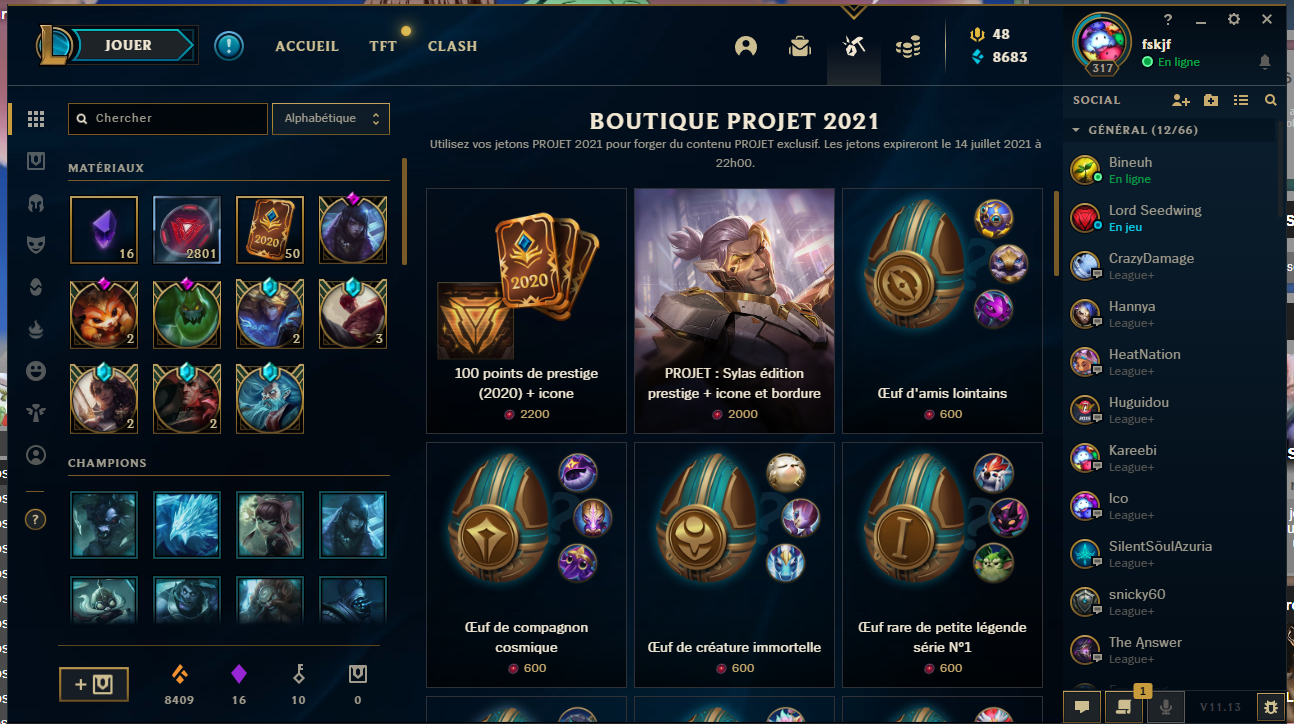 JOUER
ACCUEIL
TFT
CLASH
48
8683
317
fskjf
En ligne
Chercher
Alphabétique
MATÉRIAUX
16
2801
2020
50
2
2
3
2
2
CHAMPIONS
8409
16
10
0
BOUTIQUE PROJET 2021
Utilisez vos jetons PROJET 2021 pour forger du contenu PROJET exclusif. Les jetons expireront le 14 juillet 2021 à
22h00.
2020
100 points de prestige
(2020) + icone
2200
PROJET : Sylas édition
prestige + icone et bordure
2000
Œuf d'amis lointains
600
Œuf de compagnon
cosmique
600
Œuf de créature immortelle
600
I
Œuf rare de petite légende
série N°1
600
SOCIAL
GÉNÉRAL (12/66)
Bineuh
En ligne
Lord Seedwing
En jeu
CrazyDamage
League+
Hannya
League+
HeatNation
League+
Huguidou
League+
Kareebi
League+
Ico
League+
SilentSöulAzuria
League+
snicky60
League+
The Answer
League+
1
V11.13